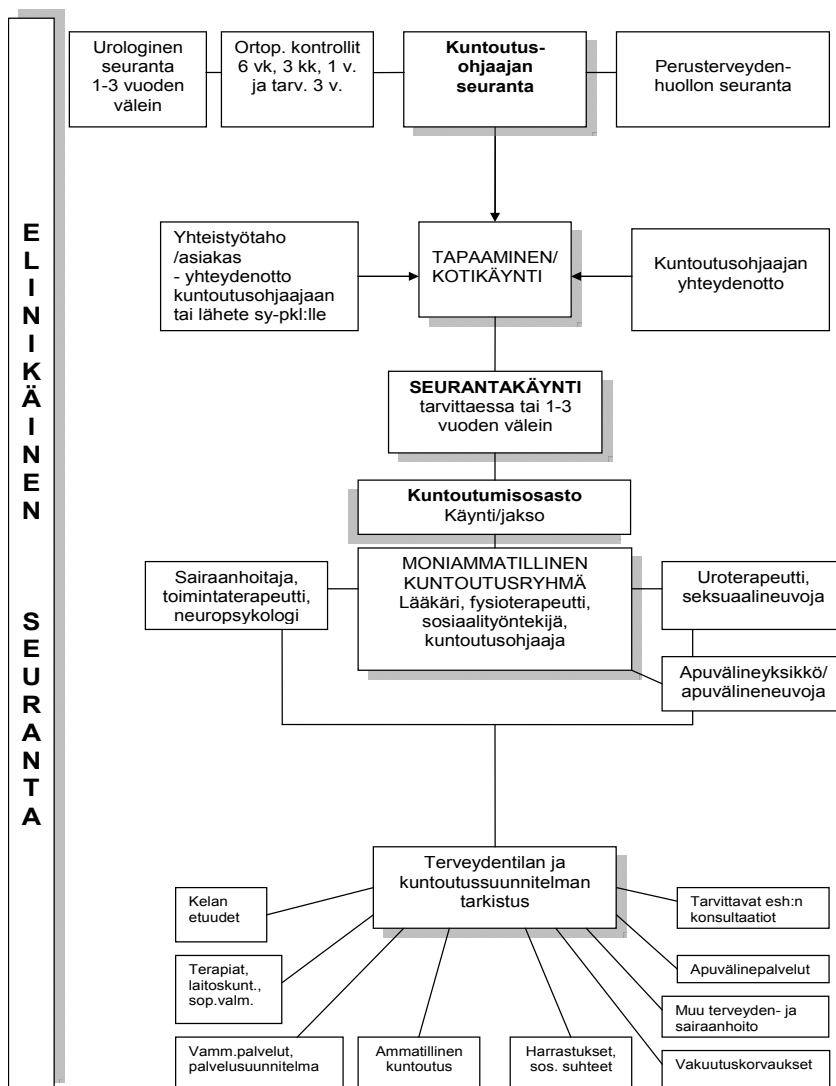 ELINIKÄINEN SEURANTA
Urologinen
seuranta
1-3 vuoden
välein
Ortop. kontrollit
6 vk, 3 kk, 1 v.
ja tarv. 3 v.
Kuntoutus-
ohjaajan
seuranta
Perusterveyden-
huollon seuranta
Yhteistyötaho
/asiakas
- yhteydenotto
kuntoutusohjaajaan
tai lähete sy-pkl:lle
TAPAAMINEN/
KOTIKÄYNTI
Kuntoutusohjaajan
yhteydenotto
SEURANTAKÄYNTI
tarvittaessa tai 1-3
vuoden välein
Kuntoutumisosasto
Käynti/jakso
Sairaanhoitaja,
toimintaterapeutti,
neuropsykologi
MONIAMMATILLINEN
KUNTOUTUSRYHMÄ
Lääkäri, fysioterapeutti,
sosiaalityöntekijä,
kuntoutusohjaaja
Uroterapeutti,
seksuaalineuvoja
Apuvälineyksikkö/
apuvälineneuvoja
Terveydentilan ja
kuntoutussuunnitelman
tarkistus
Kelan
etuudet
Terapiat,
laitoskunt.,
sop.valm.
Vamm.palvelut,
palvelusuunnitelma
Ammatillinen
kuntoutus
Harrastukset,
sos. suhteet
Tarvittavat esh:n
konsultaatiot
Apuvälinepalvelut
Muu terveyden- ja
sairaanhoito
Vakuutuskorvaukset